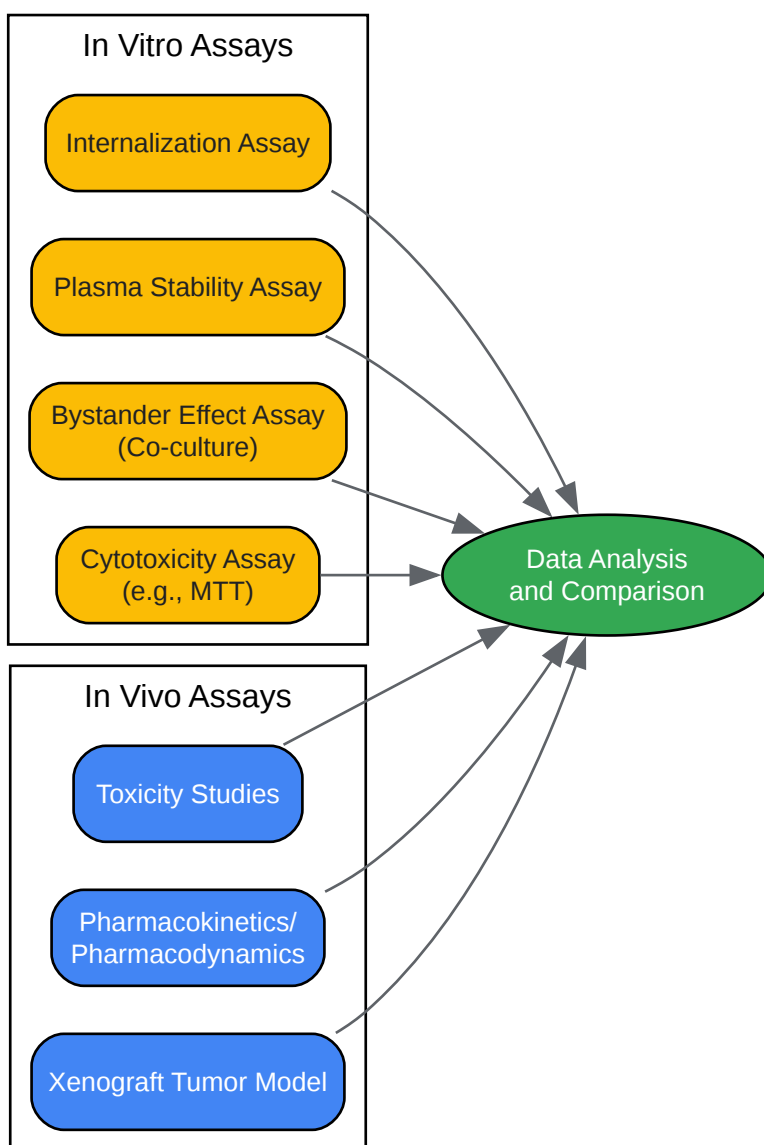 In Vitro Assays
Internalization Assay
Plasma Stability Assay
Bystander Effect Assay
(Co-culture)
Cytotoxicity Assay
(e.g., MTT)
Data Analysis
and Comparison
In Vivo Assays
Toxicity Studies
Pharmacokinetics/
Pharmacodynamics
Xenograft Tumor Model